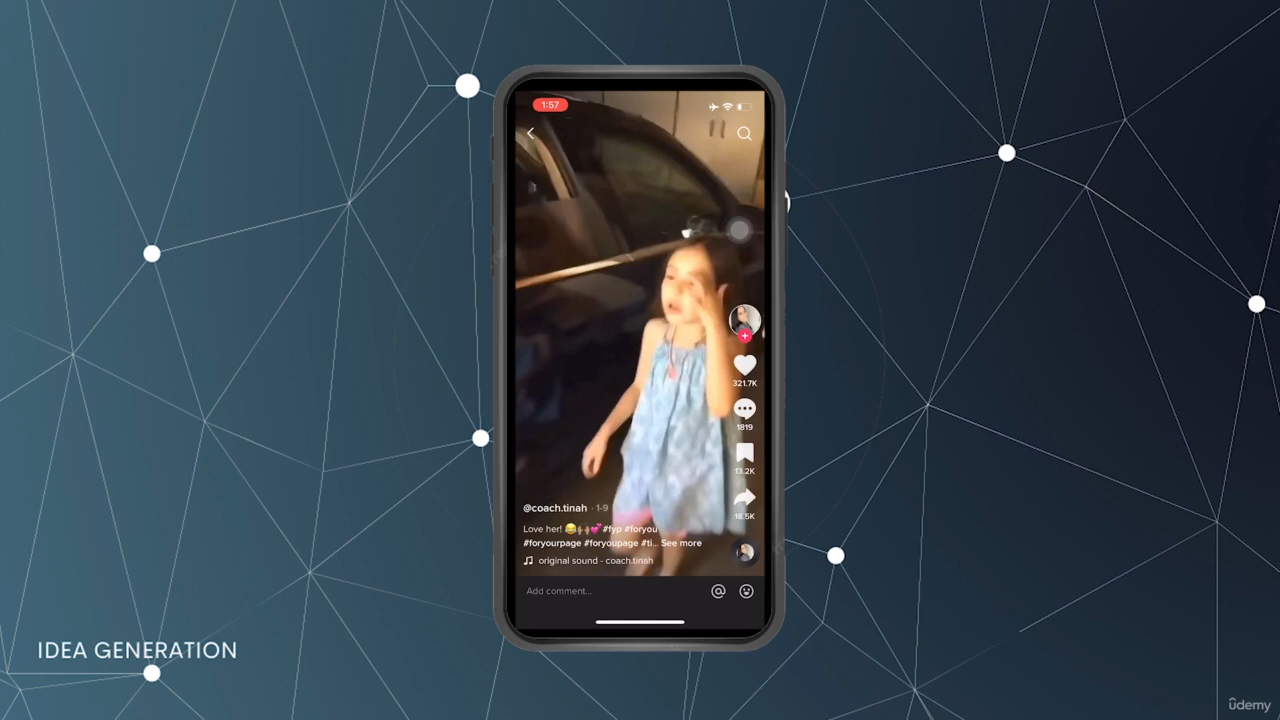 1:57
321.7K
1819
13.2K
18.5K
@coach.tinah · 1-9
Love her! 😂🙌🏽💕 #fyp #foryou
#foryourpage #foryoupage #ti... See more
original sound - coach.tinah
Add comment...
IDEA GENERATION
udemy